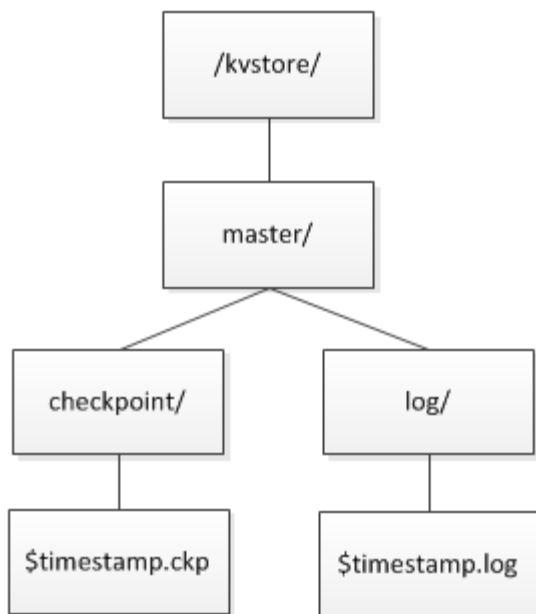 /kvstore/
master/
checkpoint/
log/
$timestamp.ckp
$timestamp.log